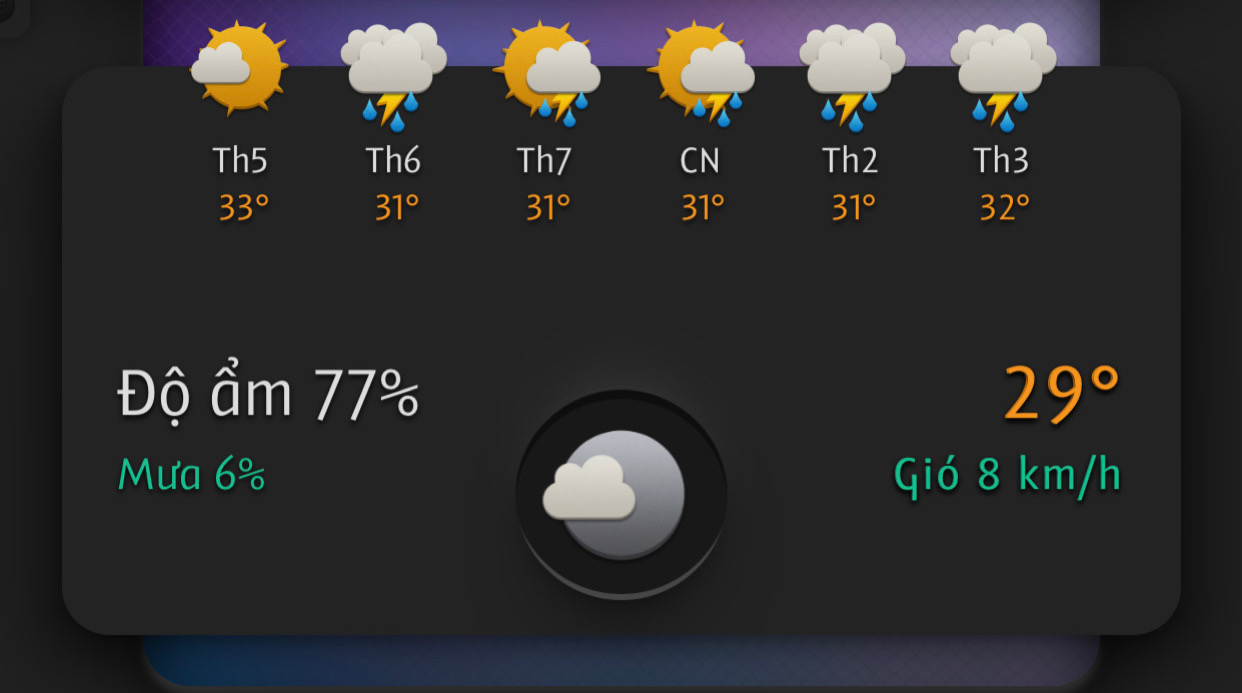 Th5 Th6 Th7 CN Th2 Th3
33° 31° 31° 31° 31° 32°
Độ ẩm 77% 29°
Mưa 6% Gió 8 km/h